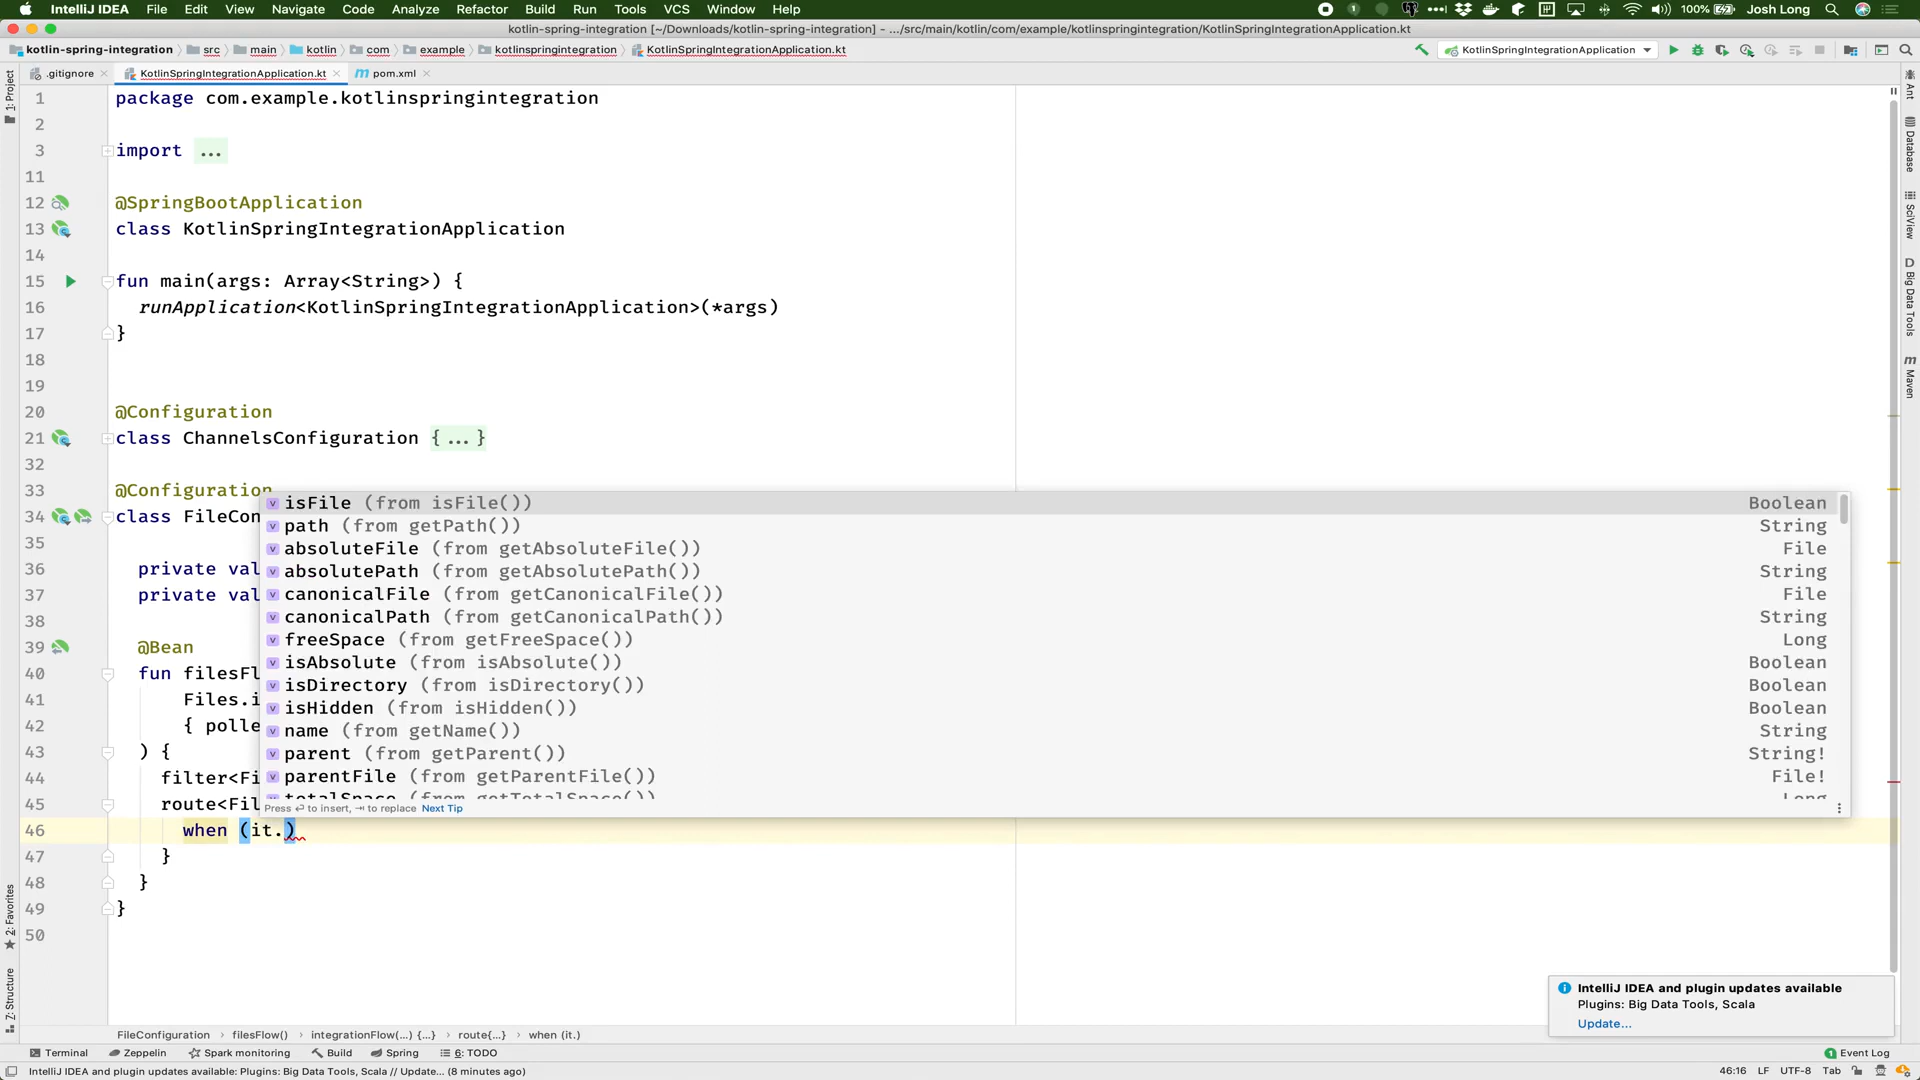 IntelliJ IDEA File Edit View Navigate Code Analyze Refactor Build Run Tools VCS Window Help 100% Josh Long
kotlin-spring-integration [~/Downloads/kotlin-spring-integration] - .../src/main/kotlin/com/example/kotlinspringintegration/KotlinSpringIntegrationApplication.kt
kotlin-spring-integration src main kotlin com example kotlinspringintegration KotlinSpringIntegrationApplication.kt KotlinSpringIntegrationApplication
.gitignore KotlinSpringIntegrationApplication.kt pom.xml
1: Project
Ant
Database
SciView
Big Data Tools
Maven
1 package com.example.kotlinspringintegration
2
3 import ...
11
12 @SpringBootApplication
13 class KotlinSpringIntegrationApplication
14
15 fun main(args: Array<String>) {
16 runApplication<KotlinSpringIntegrationApplication>(*args)
17 }
18
19
20 @Configuration
21 class ChannelsConfiguration {...}
32
33 @Configuration
34 class FileCon
35
36 private val
37 private val
38
39 @Bean
40 fun filesFl
41 Files.i
42 { polle
43 ) {
44 filter<Fi
45 route<Fil
46 when (it.)
47 }
48 }
49 }
50
isFile (from isFile()) Boolean
path (from getPath()) String
absoluteFile (from getAbsoluteFile()) File
absolutePath (from getAbsolutePath()) String
canonicalFile (from getCanonicalFile()) File
canonicalPath (from getCanonicalPath()) String
freeSpace (from getFreeSpace()) Long
isAbsolute (from isAbsolute()) Boolean
isDirectory (from isDirectory()) Boolean
isHidden (from isHidden()) Boolean
name (from getName()) String
parent (from getParent()) String!
parentFile (from getParentFile()) File!
totalSpace (from getTotalSpace()) Long
Press ↩ to insert, ⇥ to replace Next Tip
2: Favorites
Z: Structure
IntelliJ IDEA and plugin updates available
Plugins: Big Data Tools, Scala
Update...
FileConfiguration › filesFlow() › integrationFlow(...) {...} › route{...} › when (it.)
Terminal Zeppelin Spark monitoring Build Spring 6: TODO 1 Event Log
IntelliJ IDEA and plugin updates available: Plugins: Big Data Tools, Scala // Update... (8 minutes ago) 46:16 LF UTF-8 Tab